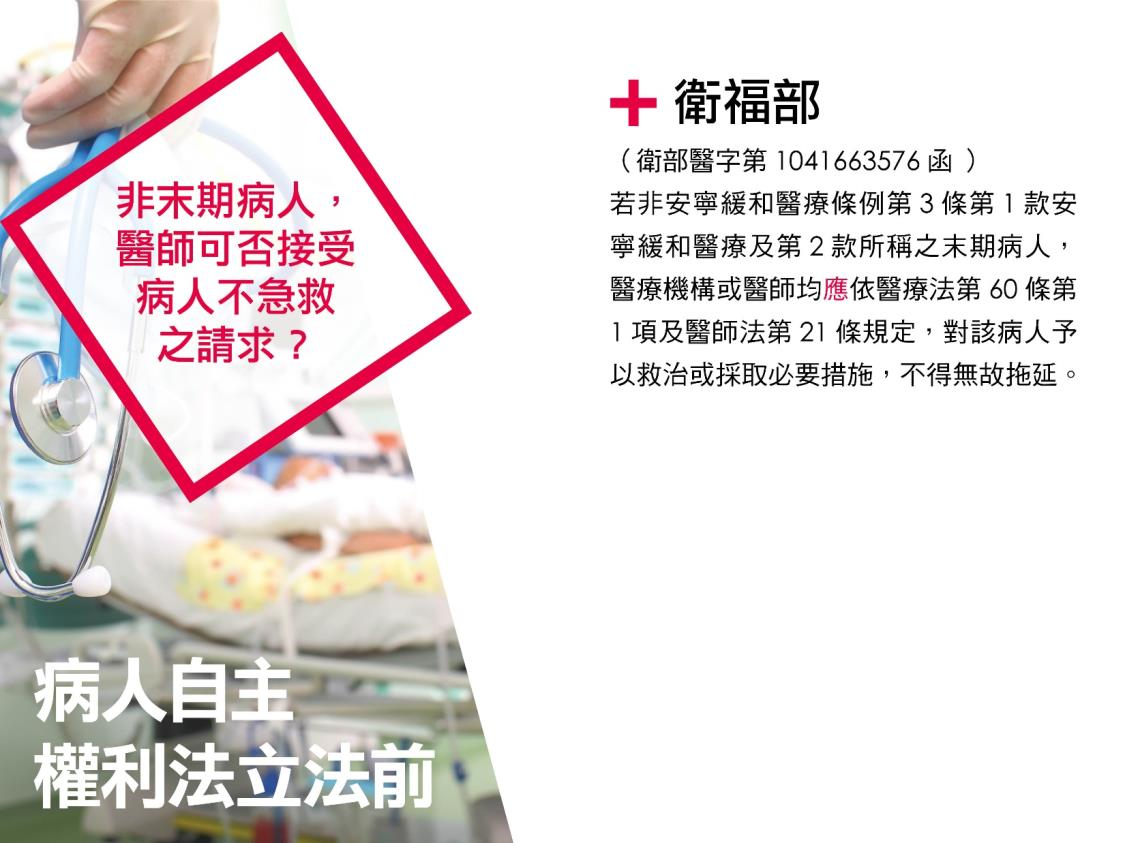 非末期病人，
醫師可否接受
病人不急救
之請求？
病人自主
權利法立法前
衛福部
（衛部醫字第 1041663576 函 ）
若非安寧緩和醫療條例第 3 條第 1 款安
寧緩和醫療及第 2 款所稱之末期病人，
醫療機構或醫師均應依醫療法第 60 條第
1 項及醫師法第 21 條規定，對該病人予
以救治或採取必要措施，不得無故拖延。